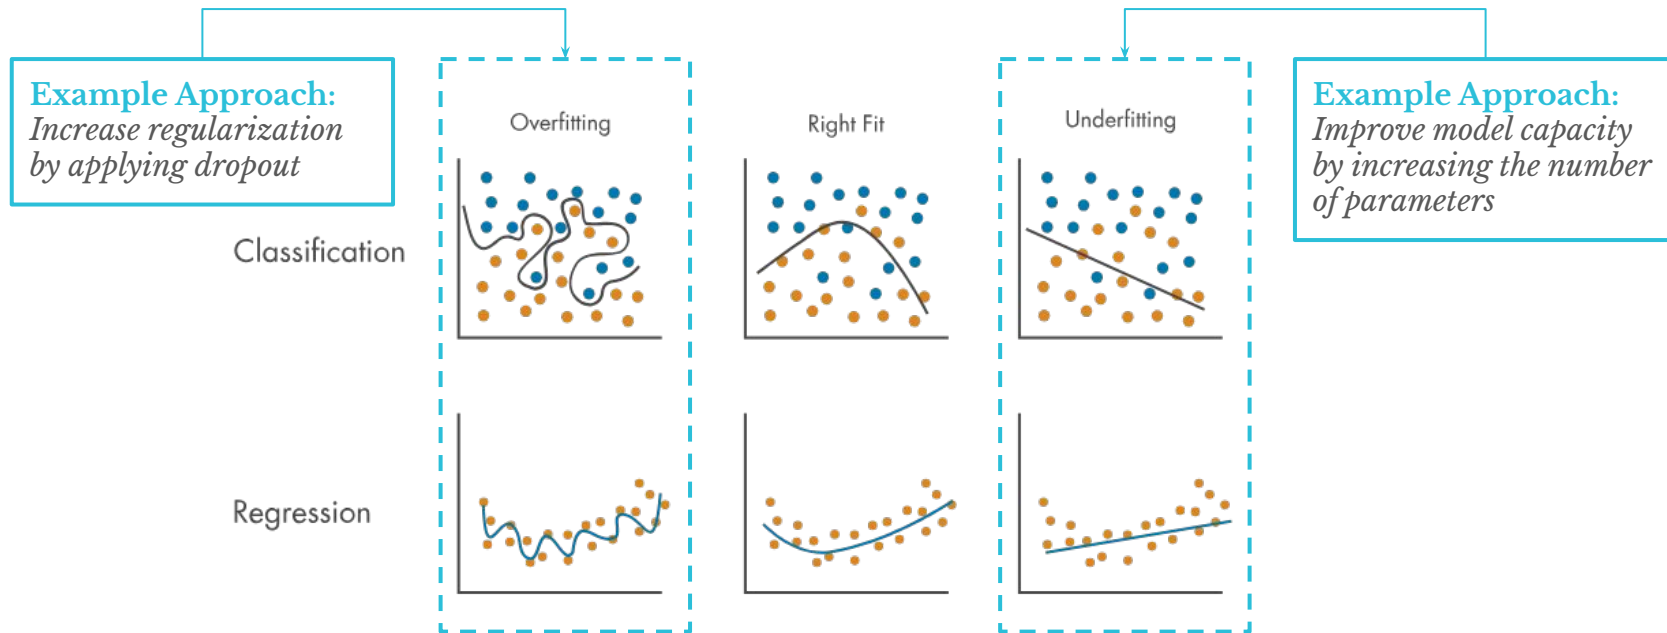 Example Approach:
Increase regularization
by applying dropout
Overfitting
Right Fit
Underfitting
Example Approach:
Improve model capacity
by increasing the number
of parameters
Classification
Regression